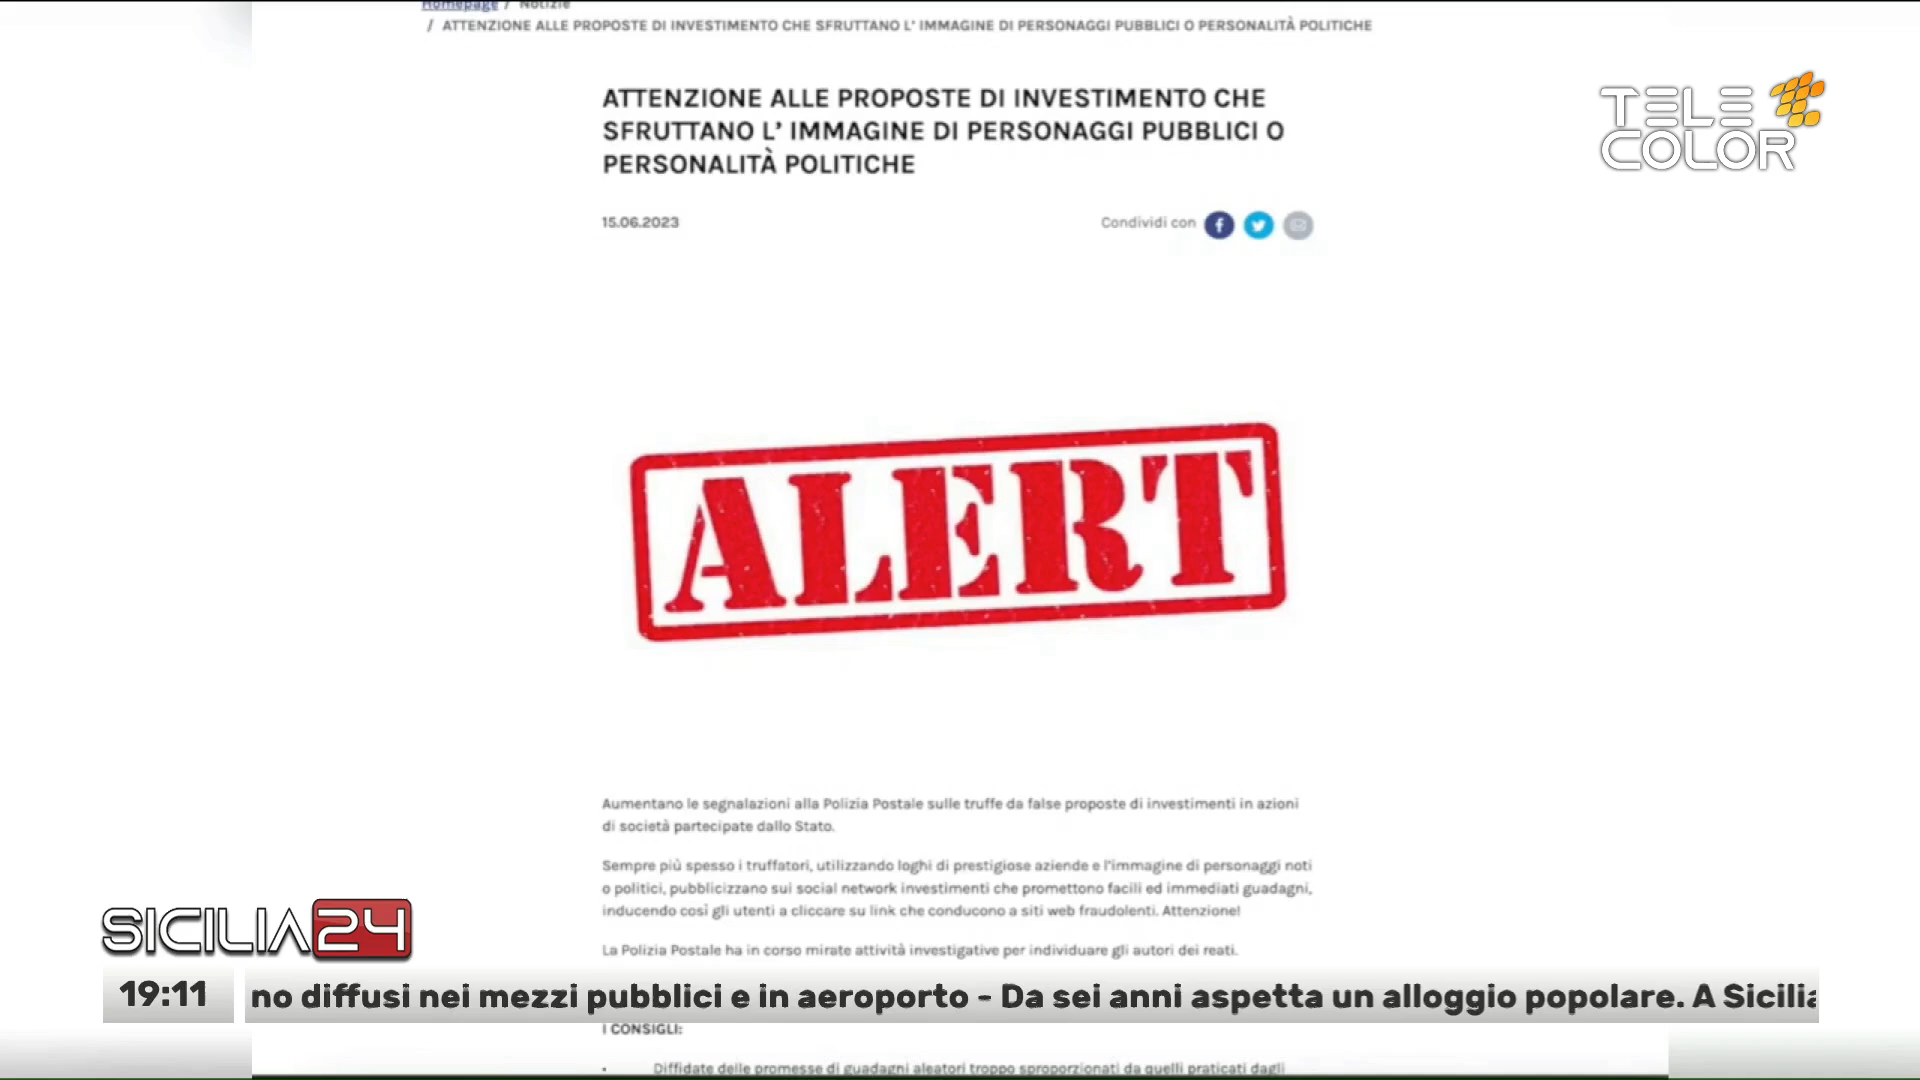 Homepage / Notizie
/ ATTENZIONE ALLE PROPOSTE DI INVESTIMENTO CHE SFRUTTANO L' IMMAGINE DI PERSONAGGI PUBBLICI O PERSONALITÀ POLITICHE
ATTENZIONE ALLE PROPOSTE DI INVESTIMENTO CHE
SFRUTTANO L' IMMAGINE DI PERSONAGGI PUBBLICI O
PERSONALITÀ POLITICHE
TELE
COLOR
15.06.2023
Condividi con
ALERT
Aumentano le segnalazioni alla Polizia Postale sulle truffe da false proposte di investimenti in azioni
di società partecipate dallo Stato.
Sempre più spesso i truffatori, utilizzando loghi di prestigiose aziende e l'immagine di personaggi noti
o politici, pubblicizzano sui social network investimenti che promettono facili ed immediati guadagni,
inducendo così gli utenti a cliccare su link che conducono a siti web fraudolenti. Attenzione!
La Polizia Postale ha in corso mirate attività investigative per individuare gli autori dei reati.
SICILIA24
19:11
no diffusi nei mezzi pubblici e in aeroporto - Da sei anni aspetta un alloggio popolare. A Sicilia
I CONSIGLI:
• Diffidate delle promesse di guadagni aleatori troppo sproporzionati da quelli praticati dagli